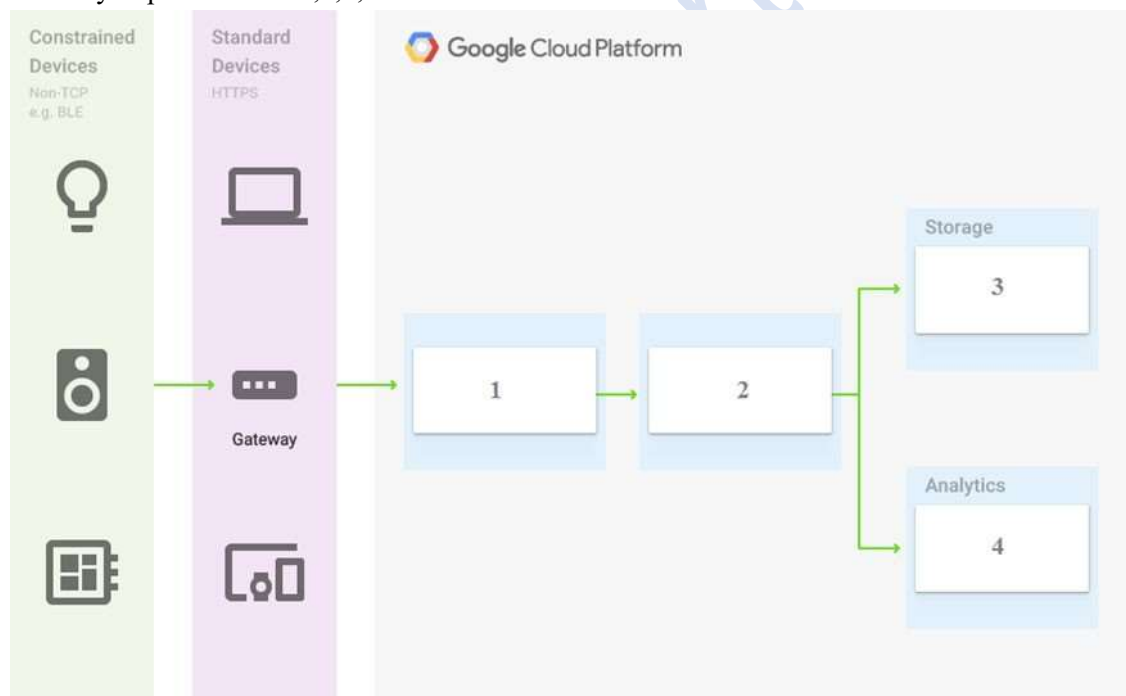 Constrained
Devices
Non-TCP
e.g. BLE
Standard
Devices
HTTPS
Google Cloud Platform
Gateway
1
2
Storage
3
Analytics
4